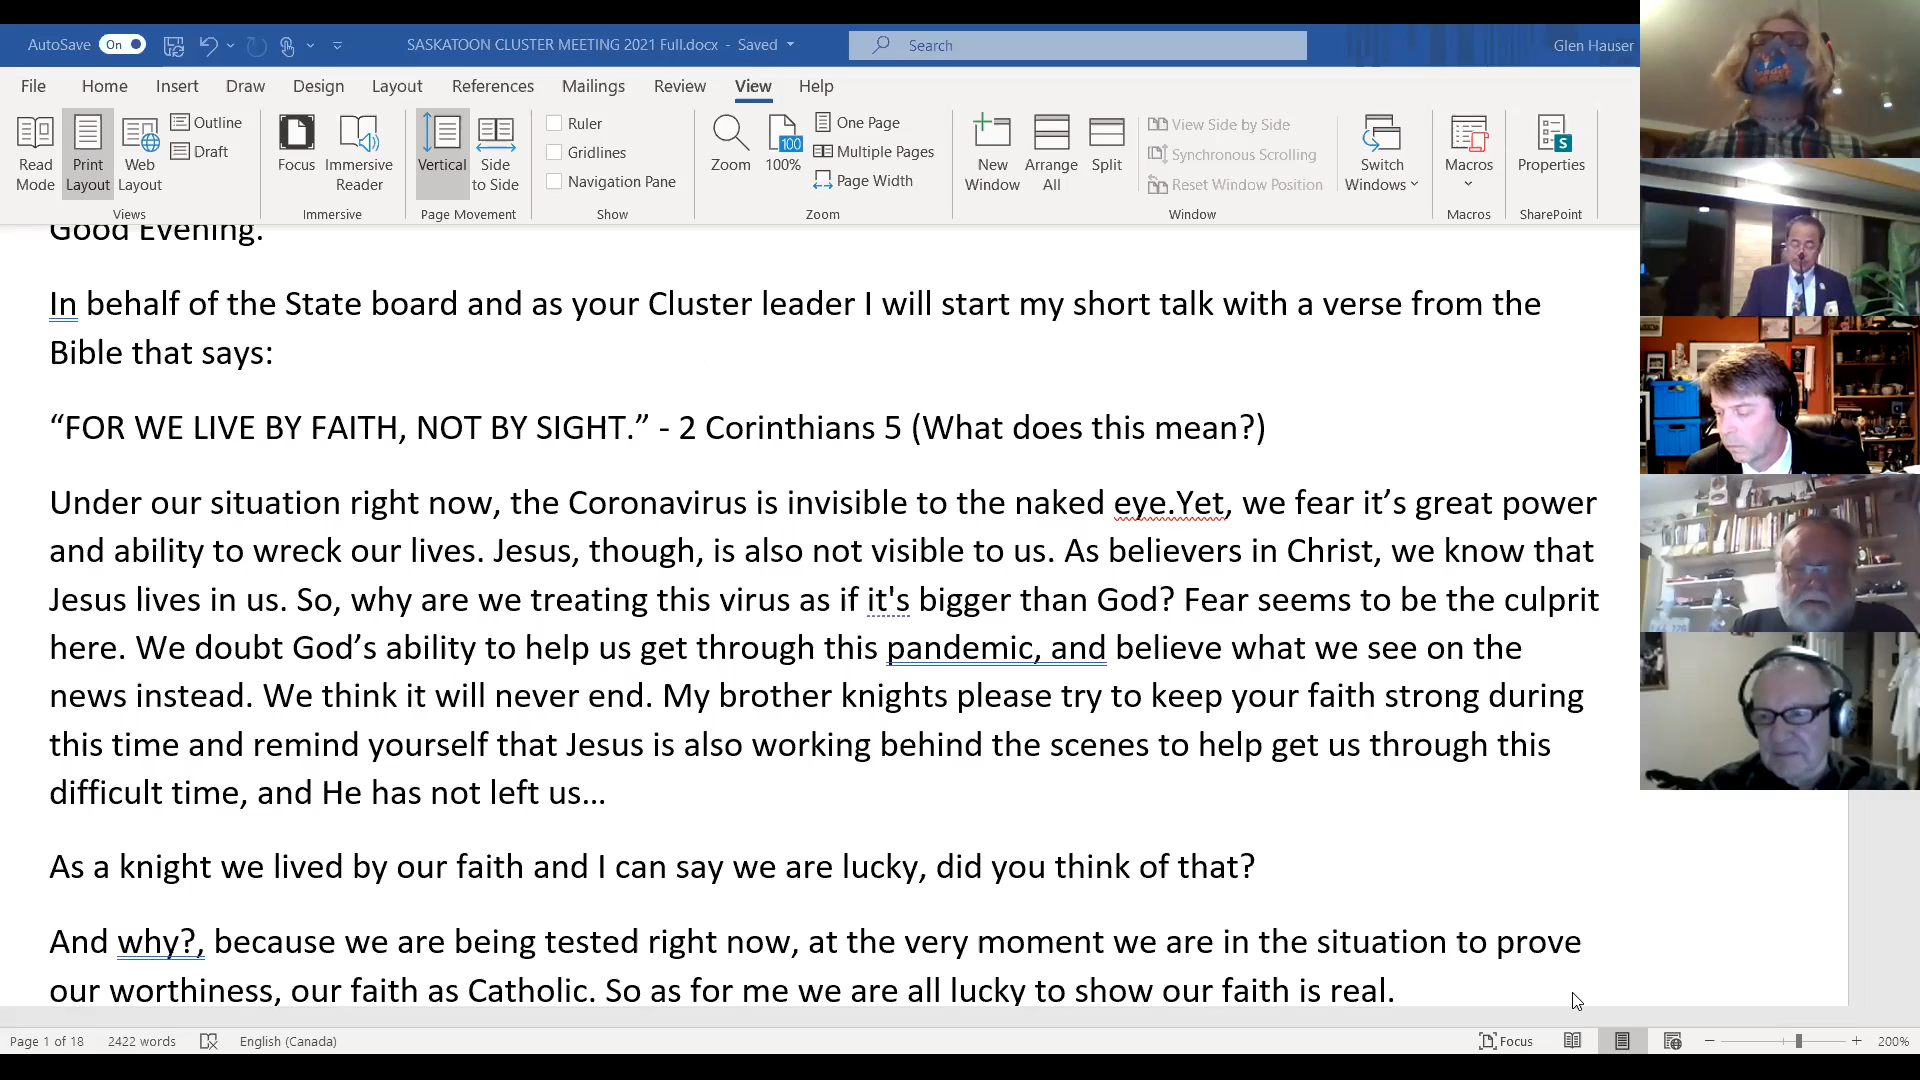 AutoSave On SASKATOON CLUSTER MEETING 2021 Full.docx - Saved Search Glen Hauser
File Home Insert Draw Design Layout References Mailings Review View Help
Read Mode
Print Layout
Web Layout
Outline
Draft
Views
Focus
Immersive Reader
Immersive
Vertical
Side to Side
Page Movement
Ruler
Gridlines
Navigation Pane
Show
Zoom
100
100%
One Page
Multiple Pages
Page Width
Zoom
New Window
Arrange All
Split
View Side by Side
Synchronous Scrolling
Reset Window Position
Switch Windows
Window
Macros
Macros
Properties
SharePoint
Good Evening.
In behalf of the State board and as your Cluster leader I will start my short talk with a verse from the
Bible that says:
“FOR WE LIVE BY FAITH, NOT BY SIGHT.” - 2 Corinthians 5 (What does this mean?)
Under our situation right now, the Coronavirus is invisible to the naked eye.Yet, we fear it’s great power
and ability to wreck our lives. Jesus, though, is also not visible to us. As believers in Christ, we know that
Jesus lives in us. So, why are we treating this virus as if it's bigger than God? Fear seems to be the culprit
here. We doubt God’s ability to help us get through this pandemic, and believe what we see on the
news instead. We think it will never end. My brother knights please try to keep your faith strong during
this time and remind yourself that Jesus is also working behind the scenes to help get us through this
difficult time, and He has not left us…
As a knight we lived by our faith and I can say we are lucky, did you think of that?
And why?, because we are being tested right now, at the very moment we are in the situation to prove
our worthiness, our faith as Catholic. So as for me we are all lucky to show our faith is real.
Page 1 of 18 2422 words English (Canada) Focus 200%